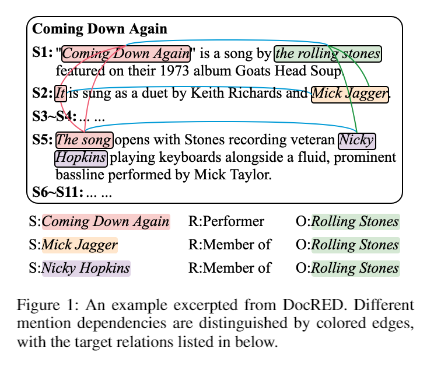 Coming Down Again
S1: "Coming Down Again" is a song by the rolling stones
featured on their 1973 album Goats Head Soup
S2: It is sung as a duet by Keith Richards and Mick Jagger.
S3~S4: ... ...
S5: The song opens with Stones recording veteran Nicky
Hopkins playing keyboards alongside a fluid, prominent
bassline performed by Mick Taylor.
S6~S11: ... ...
S:Coming Down Again R:Performer O:Rolling Stones
S:Mick Jagger R:Member of O:Rolling Stones
S:Nicky Hopkins R:Member of O:Rolling Stones
Figure 1: An example excerpted from DocRED. Different
mention dependencies are distinguished by colored edges,
with the target relations listed in below.